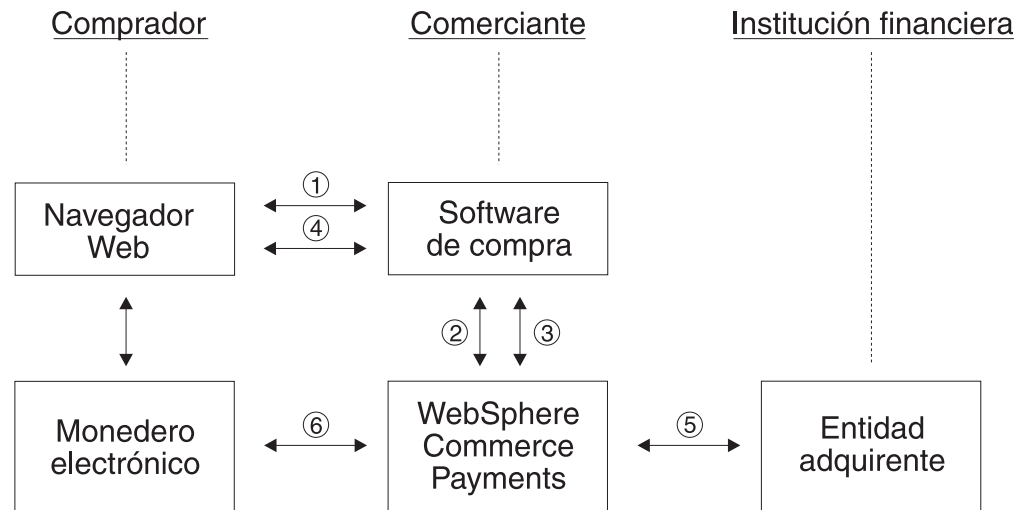 Comprador
Comerciante
Institución financiera
Navegador
Web
①
④
Software
de compra
②
③
Monedero
electrónico
⑥
WebSphere
Commerce
Payments
⑤
Entidad
adquirente